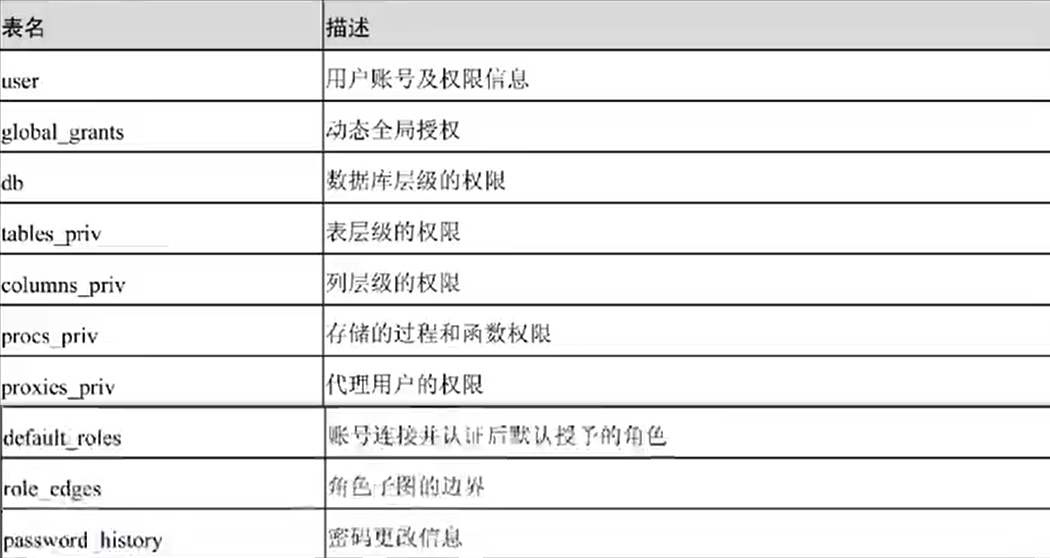 表名 描述
user 用户账号及权限信息
global_grants 动态全局授权
db 数据库层级的权限
tables_priv 表层级的权限
columns_priv 列层级的权限
procs_priv 存储的过程和函数权限
proxies_priv 代理用户的权限
default_roles 账号连接并认证后默认授予的角色
role_edges 角色子图的边界
password_history 密码更改信息